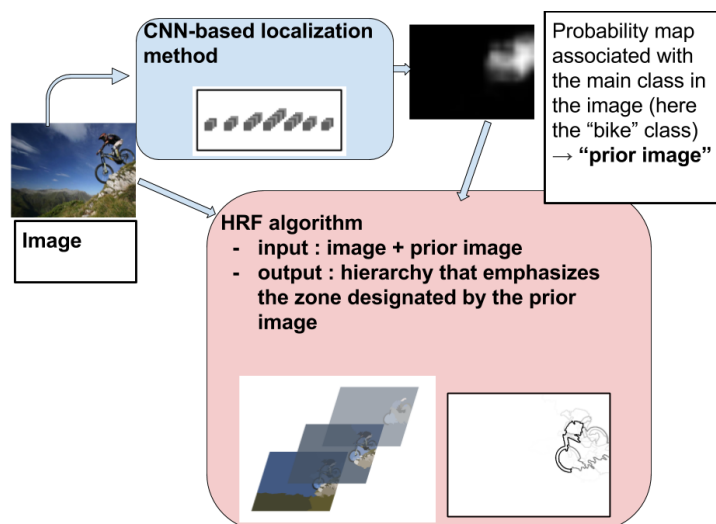 CNN-based localization
method
Probability map
associated with
the main class in
the image (here
the “bike” class)
→ “prior image”
Image
HRF algorithm
- input : image + prior image
- output : hierarchy that emphasizes
the zone designated by the prior
image